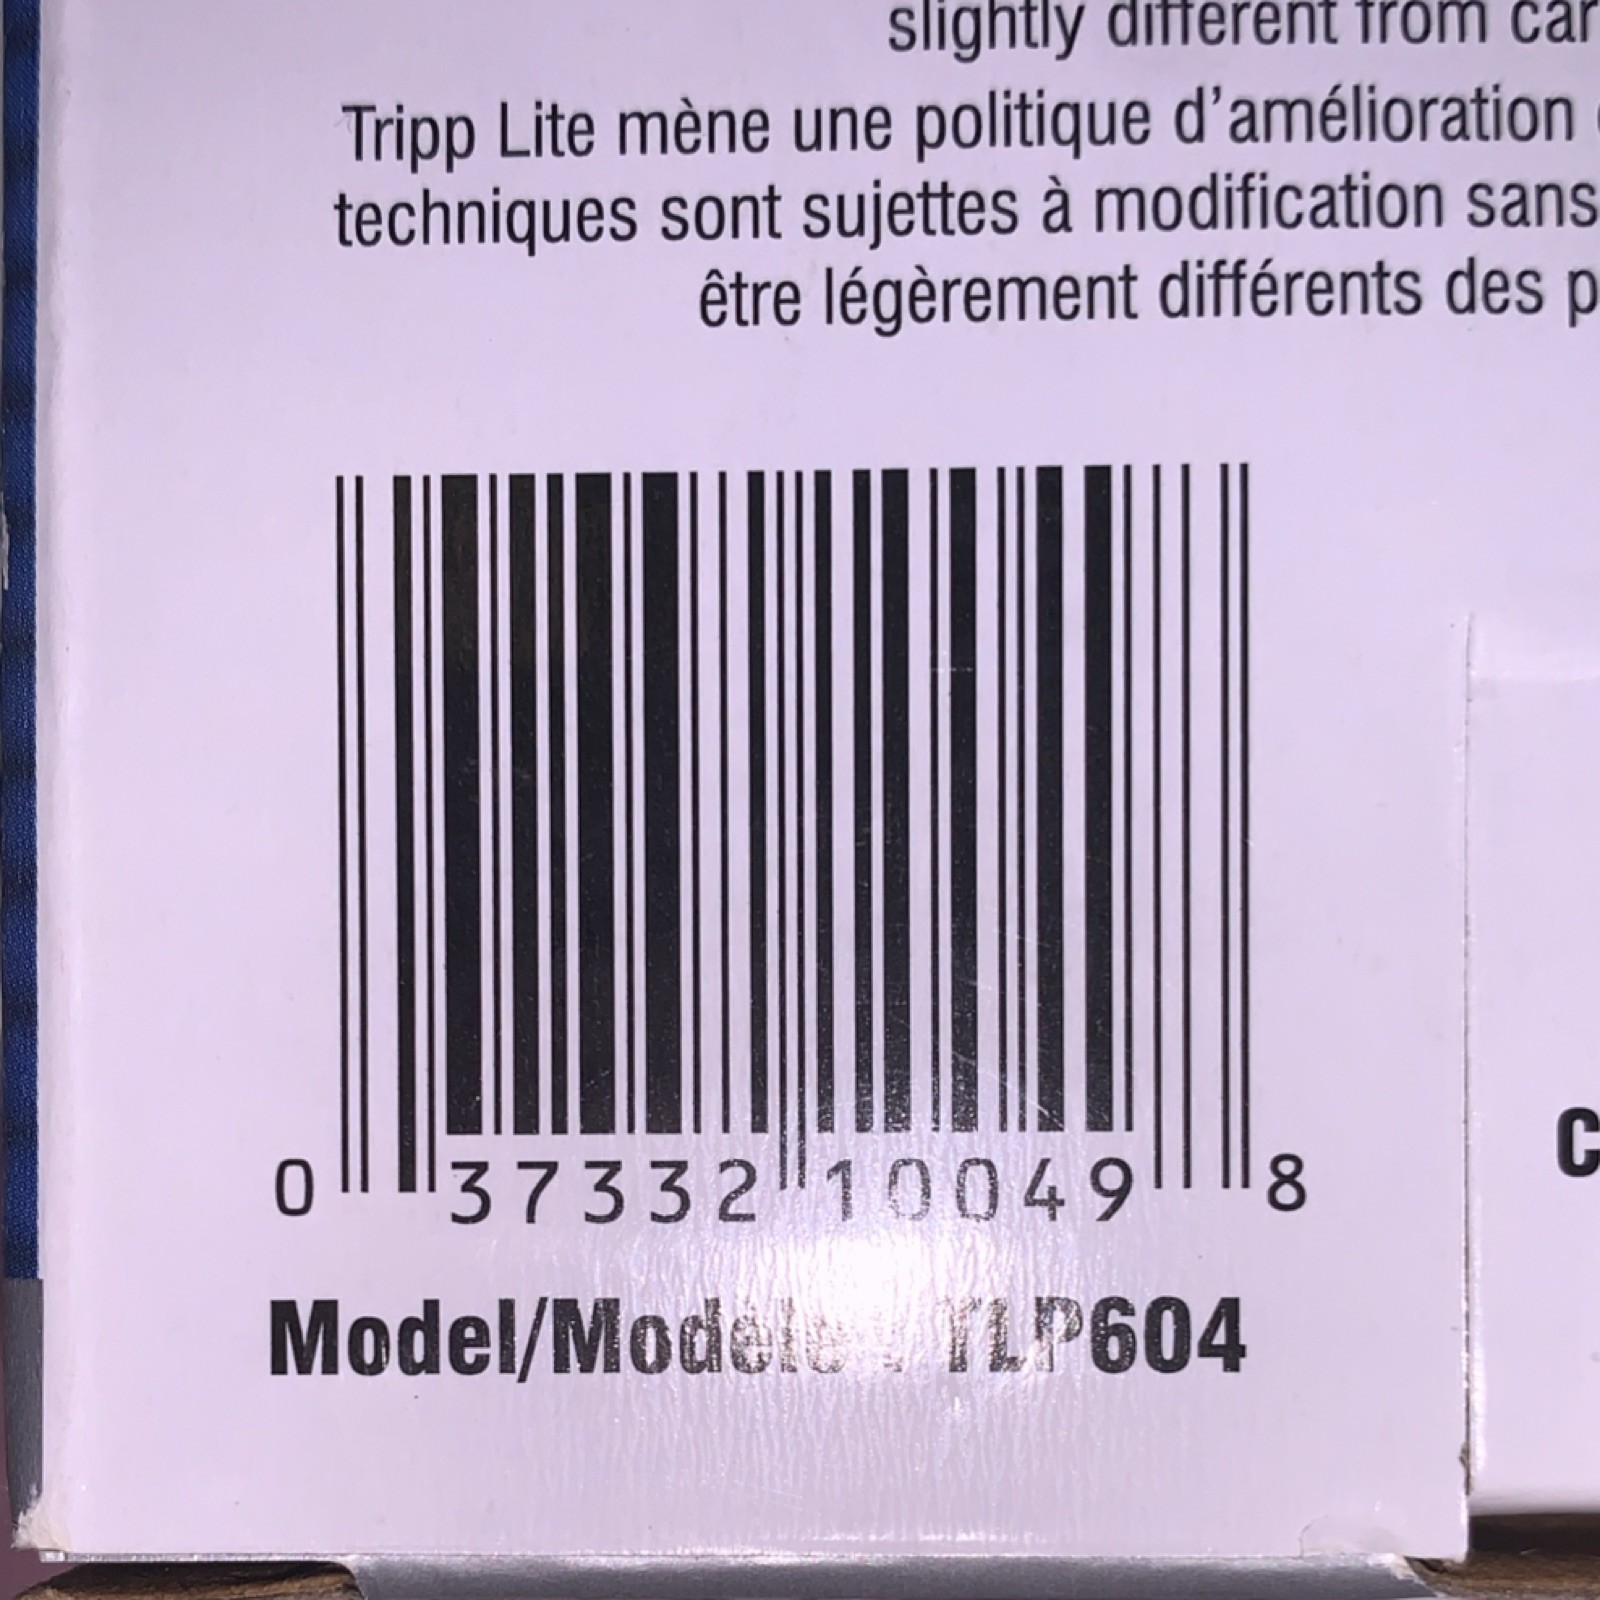 slightly different from car
Tripp Lite mène une politique d'amélioration
techniques sont sujettes à modification sans
être légèrement différents des p
0 37332 10049 8
Model/Modèle : TLP604
C